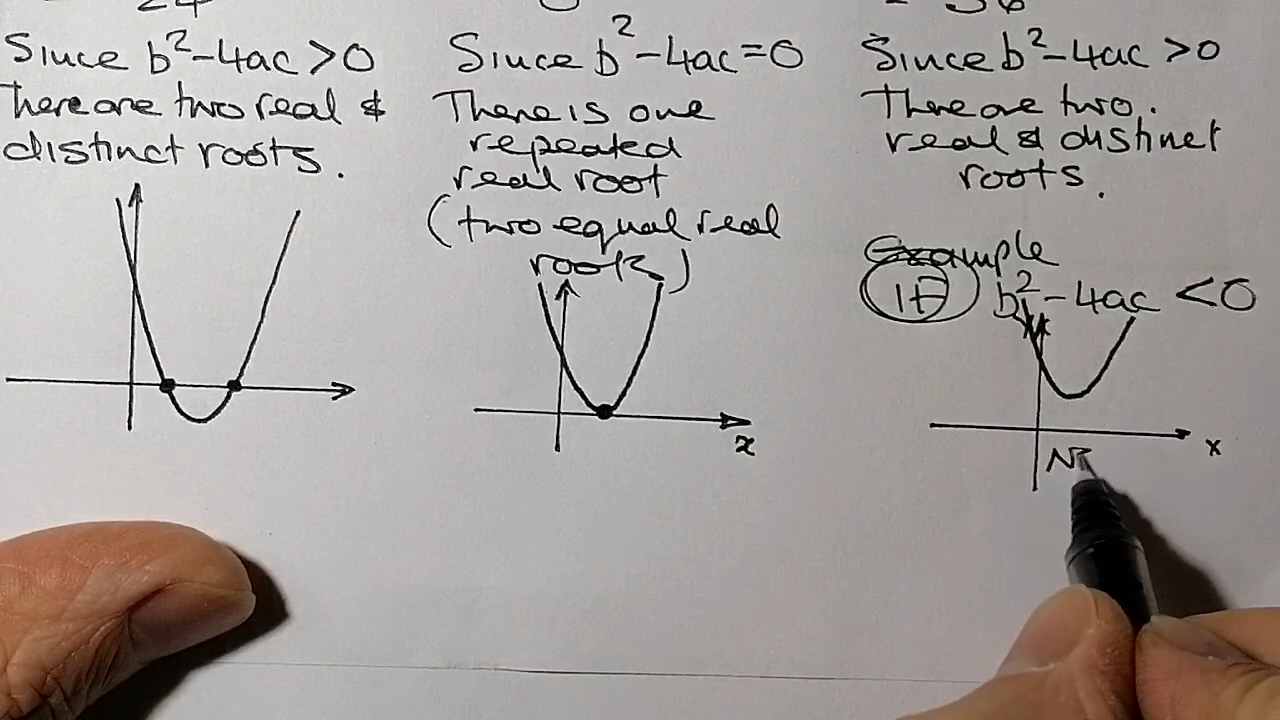 Since b²-4ac >0
There are two real &
distinct roots.
Since b²-4ac=0
There is one
repeated
real root
(two equal real
roots)
x
Since b²-4ac >0
There are two.
real & distinct
roots.
Example
If b²-4ac <0
x